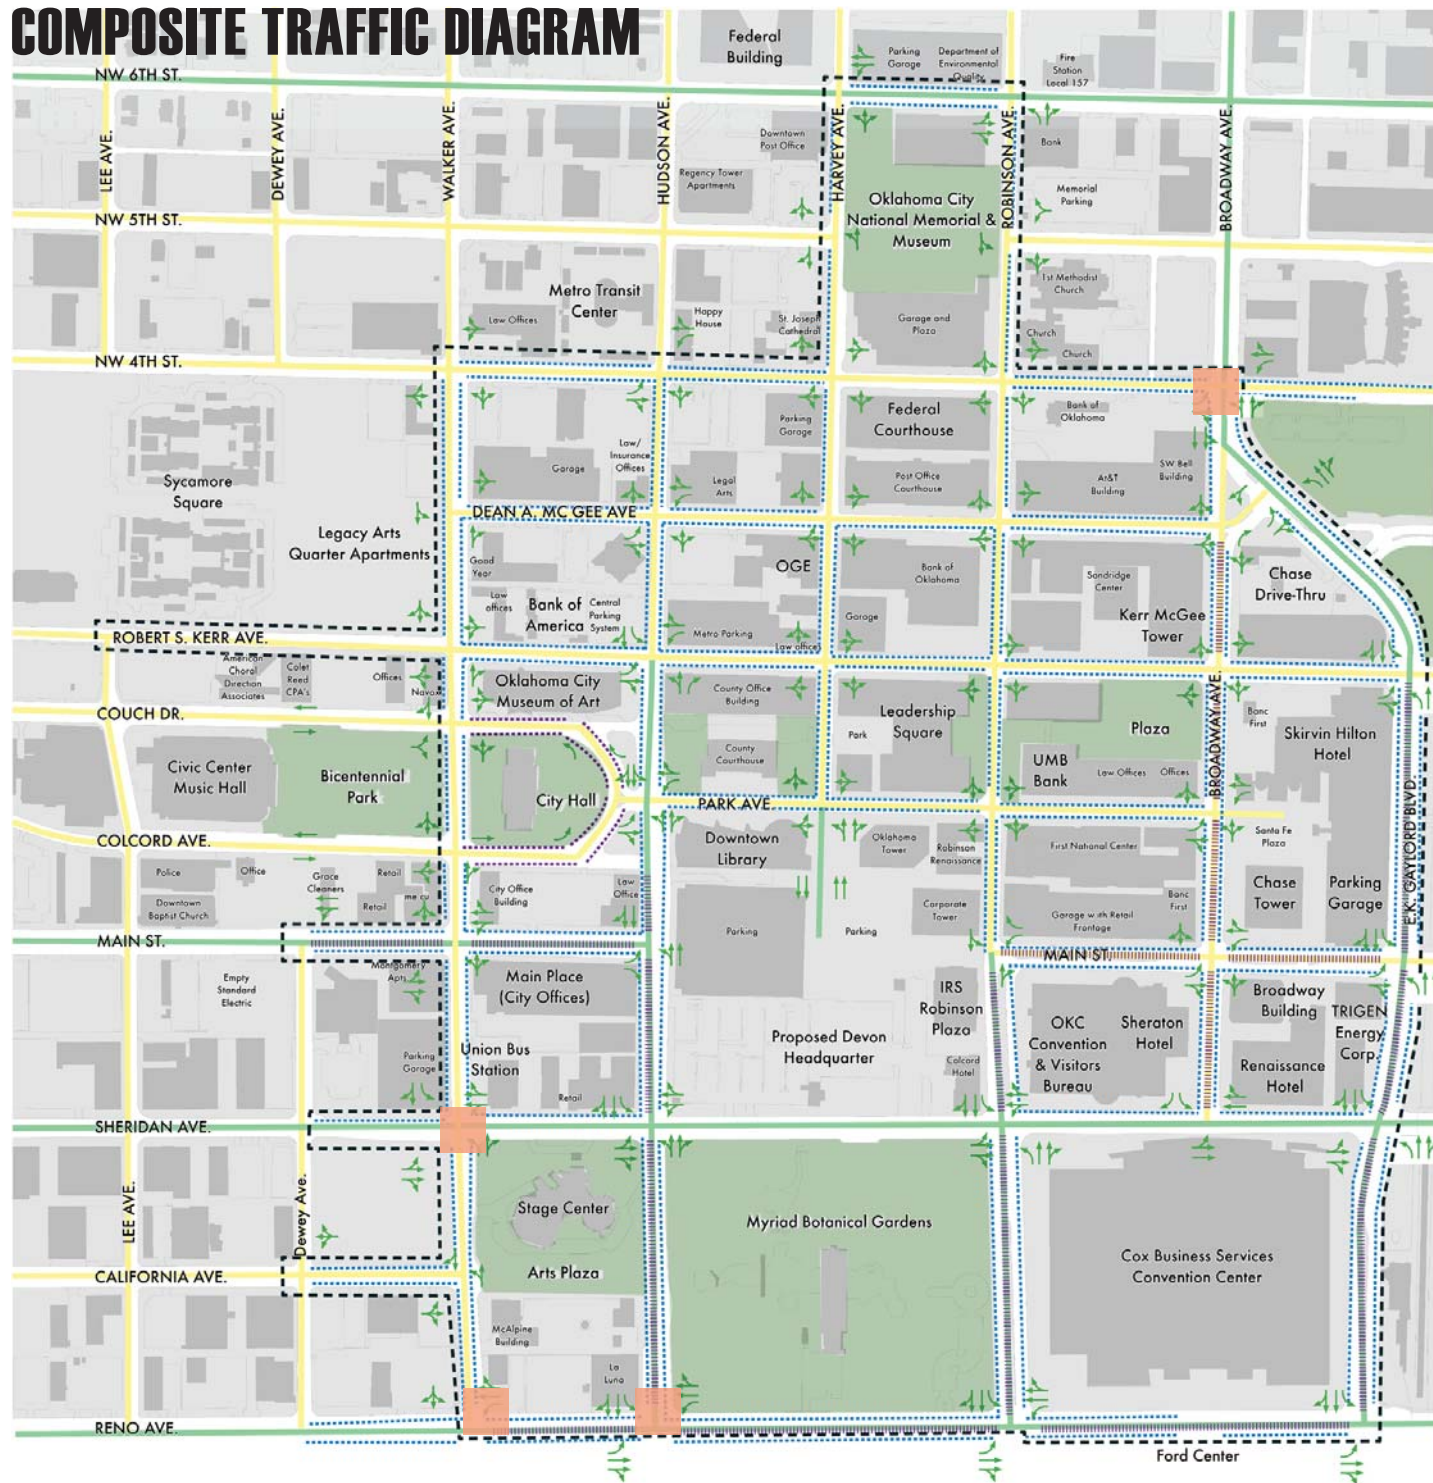 COMPOSITE TRAFFIC DIAGRAM
Federal
Building
Parking
Garage
Department of
Environmental
Quality
Fire
Station
Local 157
NW 6TH ST.
LEE AVE.
DEWEY AVE.
WALKER AVE.
HUDSON AVE.
HARVEY AVE.
ROBINSON AVE.
BROADWAY AVE.
Downtown
Post Office
Regency Tower
Apartments
Bank
Memorial
Parking
Oklahoma City
National Memorial &
Museum
NW 5TH ST.
Metro Transit
Center
Law Offices
Happy
House
St. Joseph
Cathedral
Garage and
Plaza
1st Methodist
Church
Church
Church
NW 4TH ST.
Sycamore
Square
Legacy Arts
Quarter Apartments
Garage
Law/
Insurance
Offices
Parking
Garage
Legal
Arts
Federal
Courthouse
Post Office
Courthouse
Bank of
Oklahoma
At&T
Building
SW Bell
Building
DEAN A. MC GEE AVE
Good
Year
Law
offices
Bank of
America
Central
Parking
System
OGE
Metro Parking
Law offices
Bank of
Oklahoma
Garage
Sandridge
Center
Kerr McGee
Tower
Chase
Drive-Thru
ROBERT S. KERR AVE.
American
Choral
Direction
Associates
Colet
Reed
CPA's
Offices
Navox
Oklahoma City
Museum of Art
County Office
Building
County
Courthouse
Leadership
Square
Park
UMB
Bank
Plaza
Law Offices
Offices
BROADWAY AVE.
Banc
First
Skirvin Hilton
Hotel
E.K. GAYLORD BLVD
COUCH DR.
Civic Center
Music Hall
Bicentennial
Park
City Hall
PARK AVE.
COLCORD AVE.
Police
Office
Downtown
Baptist Church
Grace
Cleaners
Retail
Retail
me cu
City Office
Building
Law
Office
Downtown
Library
Parking
Parking
Oklahoma
Tower
Robinson
Renaissance
Corporate
Tower
First National Center
Garage with Retail
Frontage
Banc
First
Santa Fe
Plaza
Chase
Tower
Parking
Garage
MAIN ST.
MAIN ST.
Empty
Standard
Electric
Montgomery
Apts
Parking
Garage
Main Place
(City Offices)
Union Bus
Station
Retail
Proposed Devon
Headquarter
IRS
Robinson
Plaza
Colcord
Hotel
OKC
Convention
& Visitors
Bureau
Sheraton
Hotel
Broadway
Building
Renaissance
Hotel
TRIGEN
Energy
Corp.
SHERIDAN AVE.
LEE AVE.
Dewey Ave.
Stage Center
Arts Plaza
Myriad Botanical Gardens
Cox Business Services
Convention Center
CALIFORNIA AVE.
McAlpine
Building
La
Luna
RENO AVE.
Ford Center